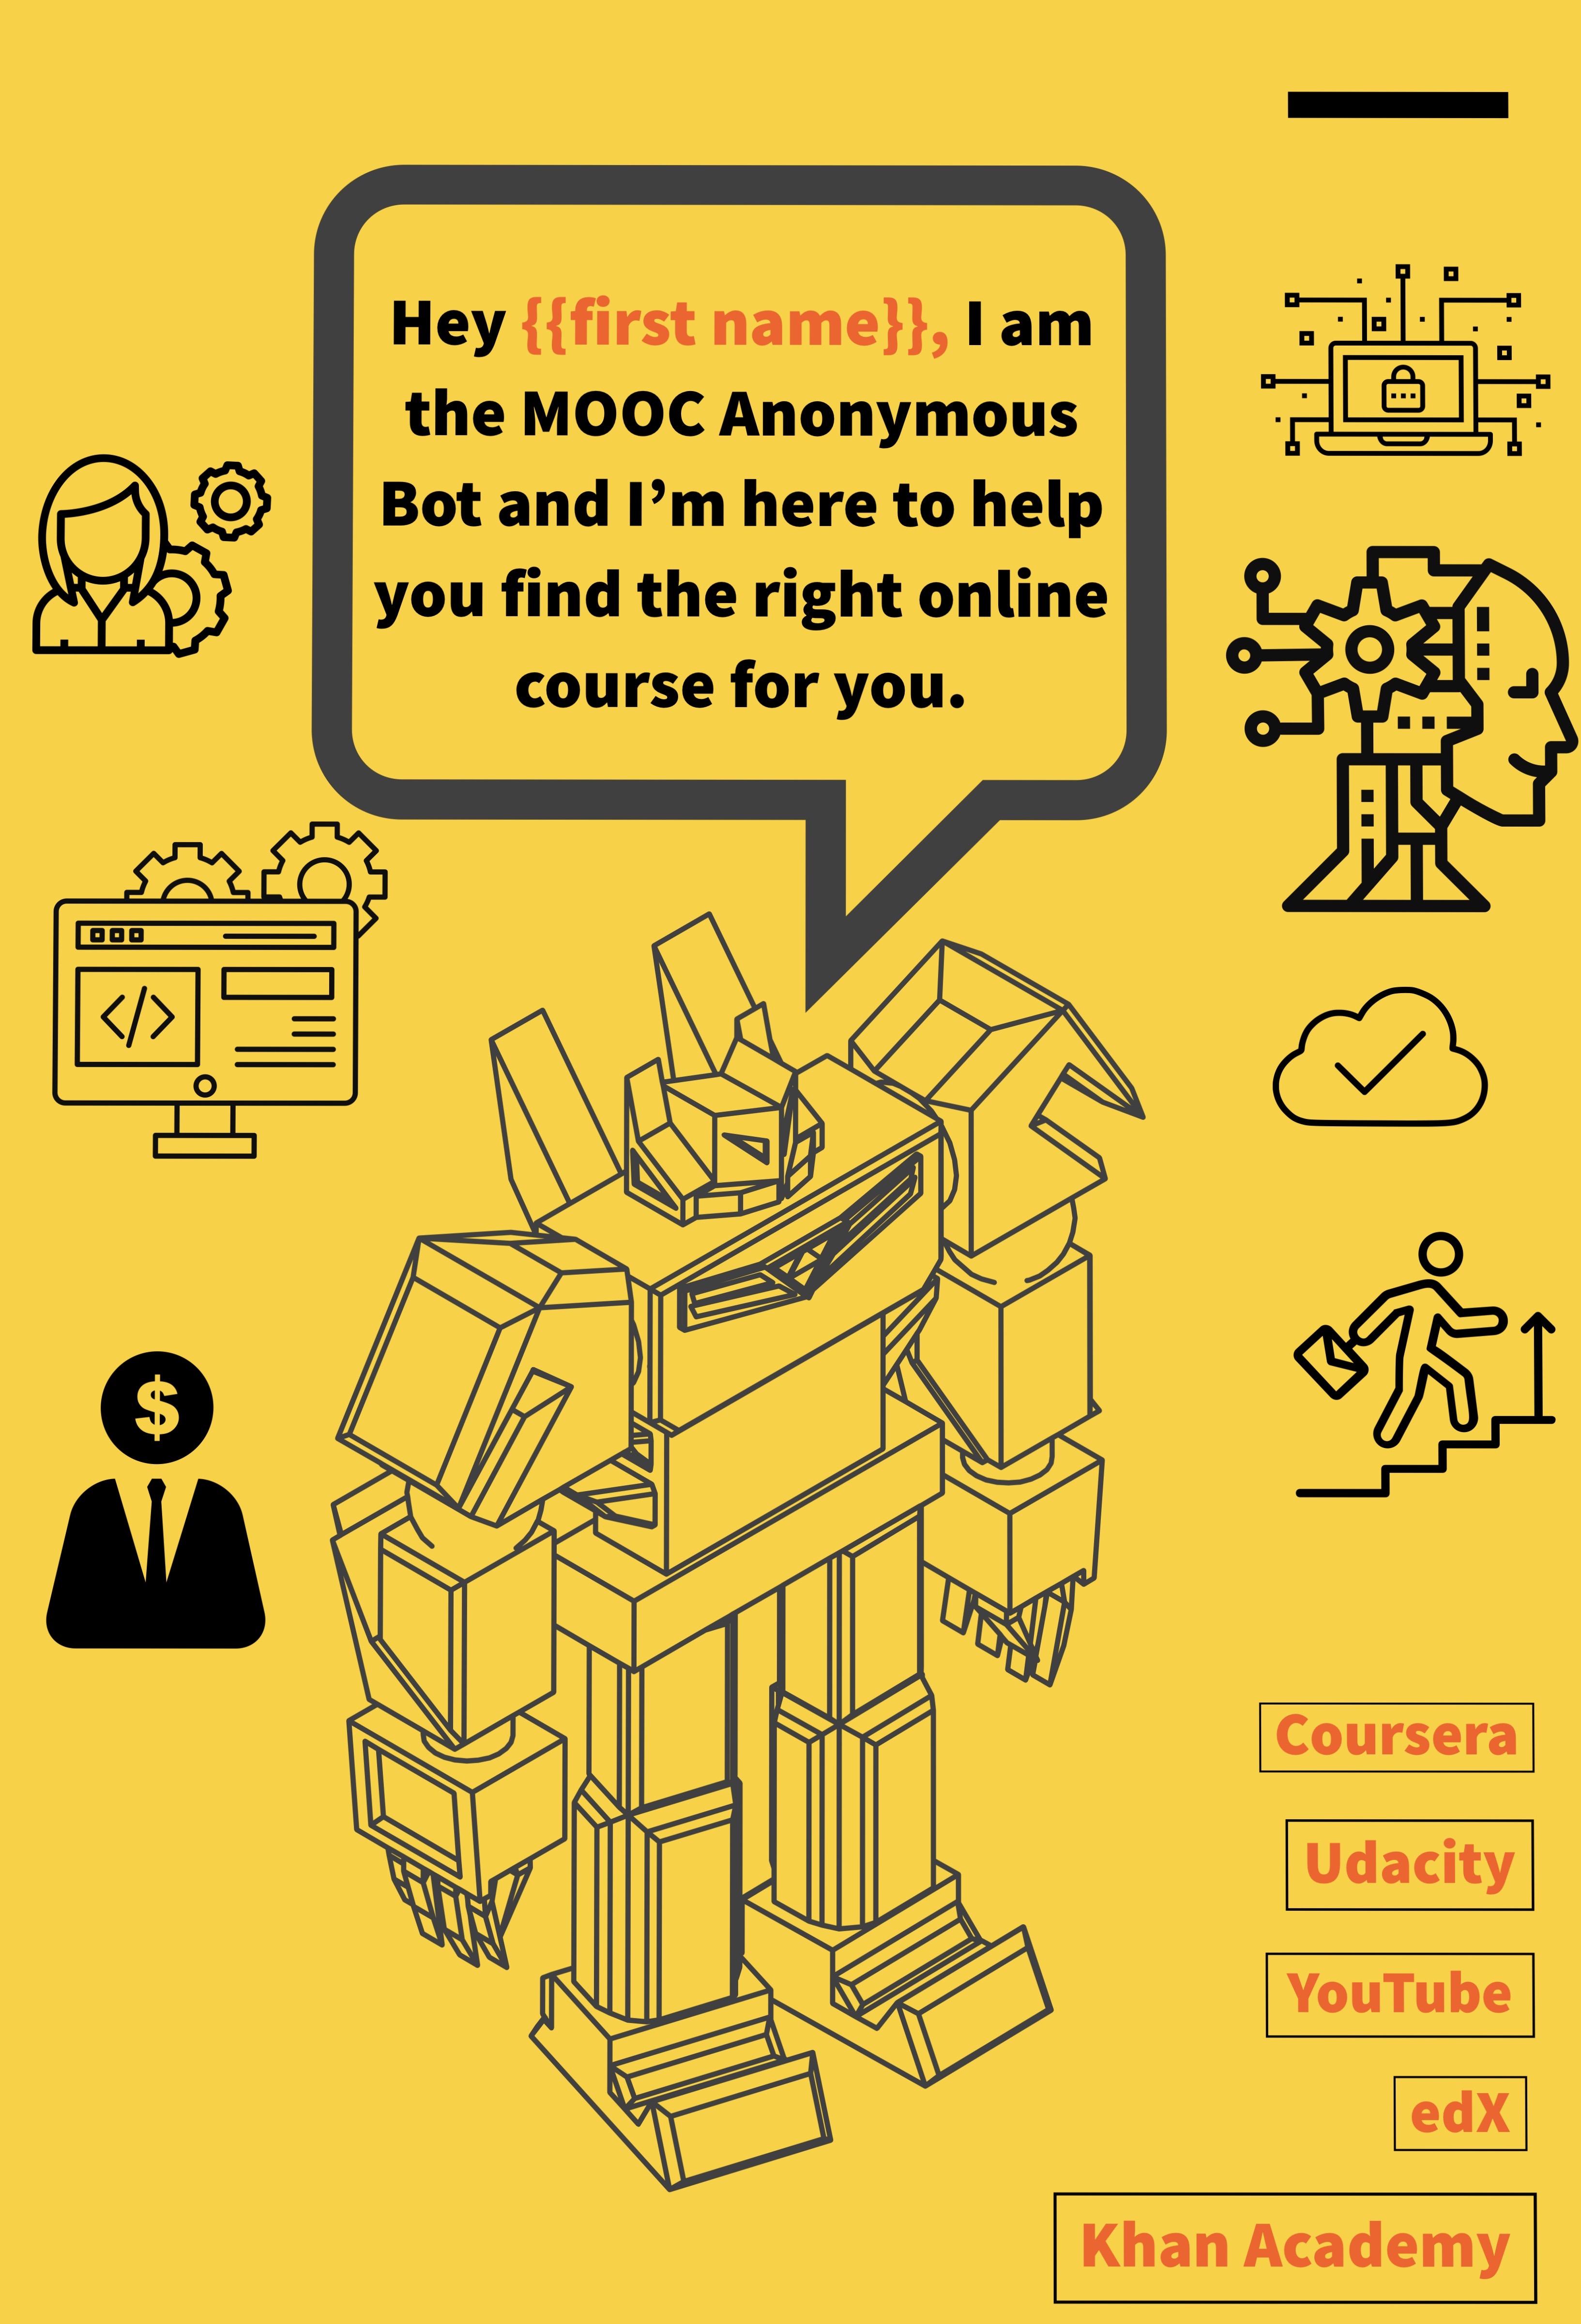 Hey {{first name}}, I am
the MOOC Anonymous
Bot and I’m here to help
you find the right online
course for you.
</>
$
Coursera
Udacity
YouTube
edX
Khan Academy